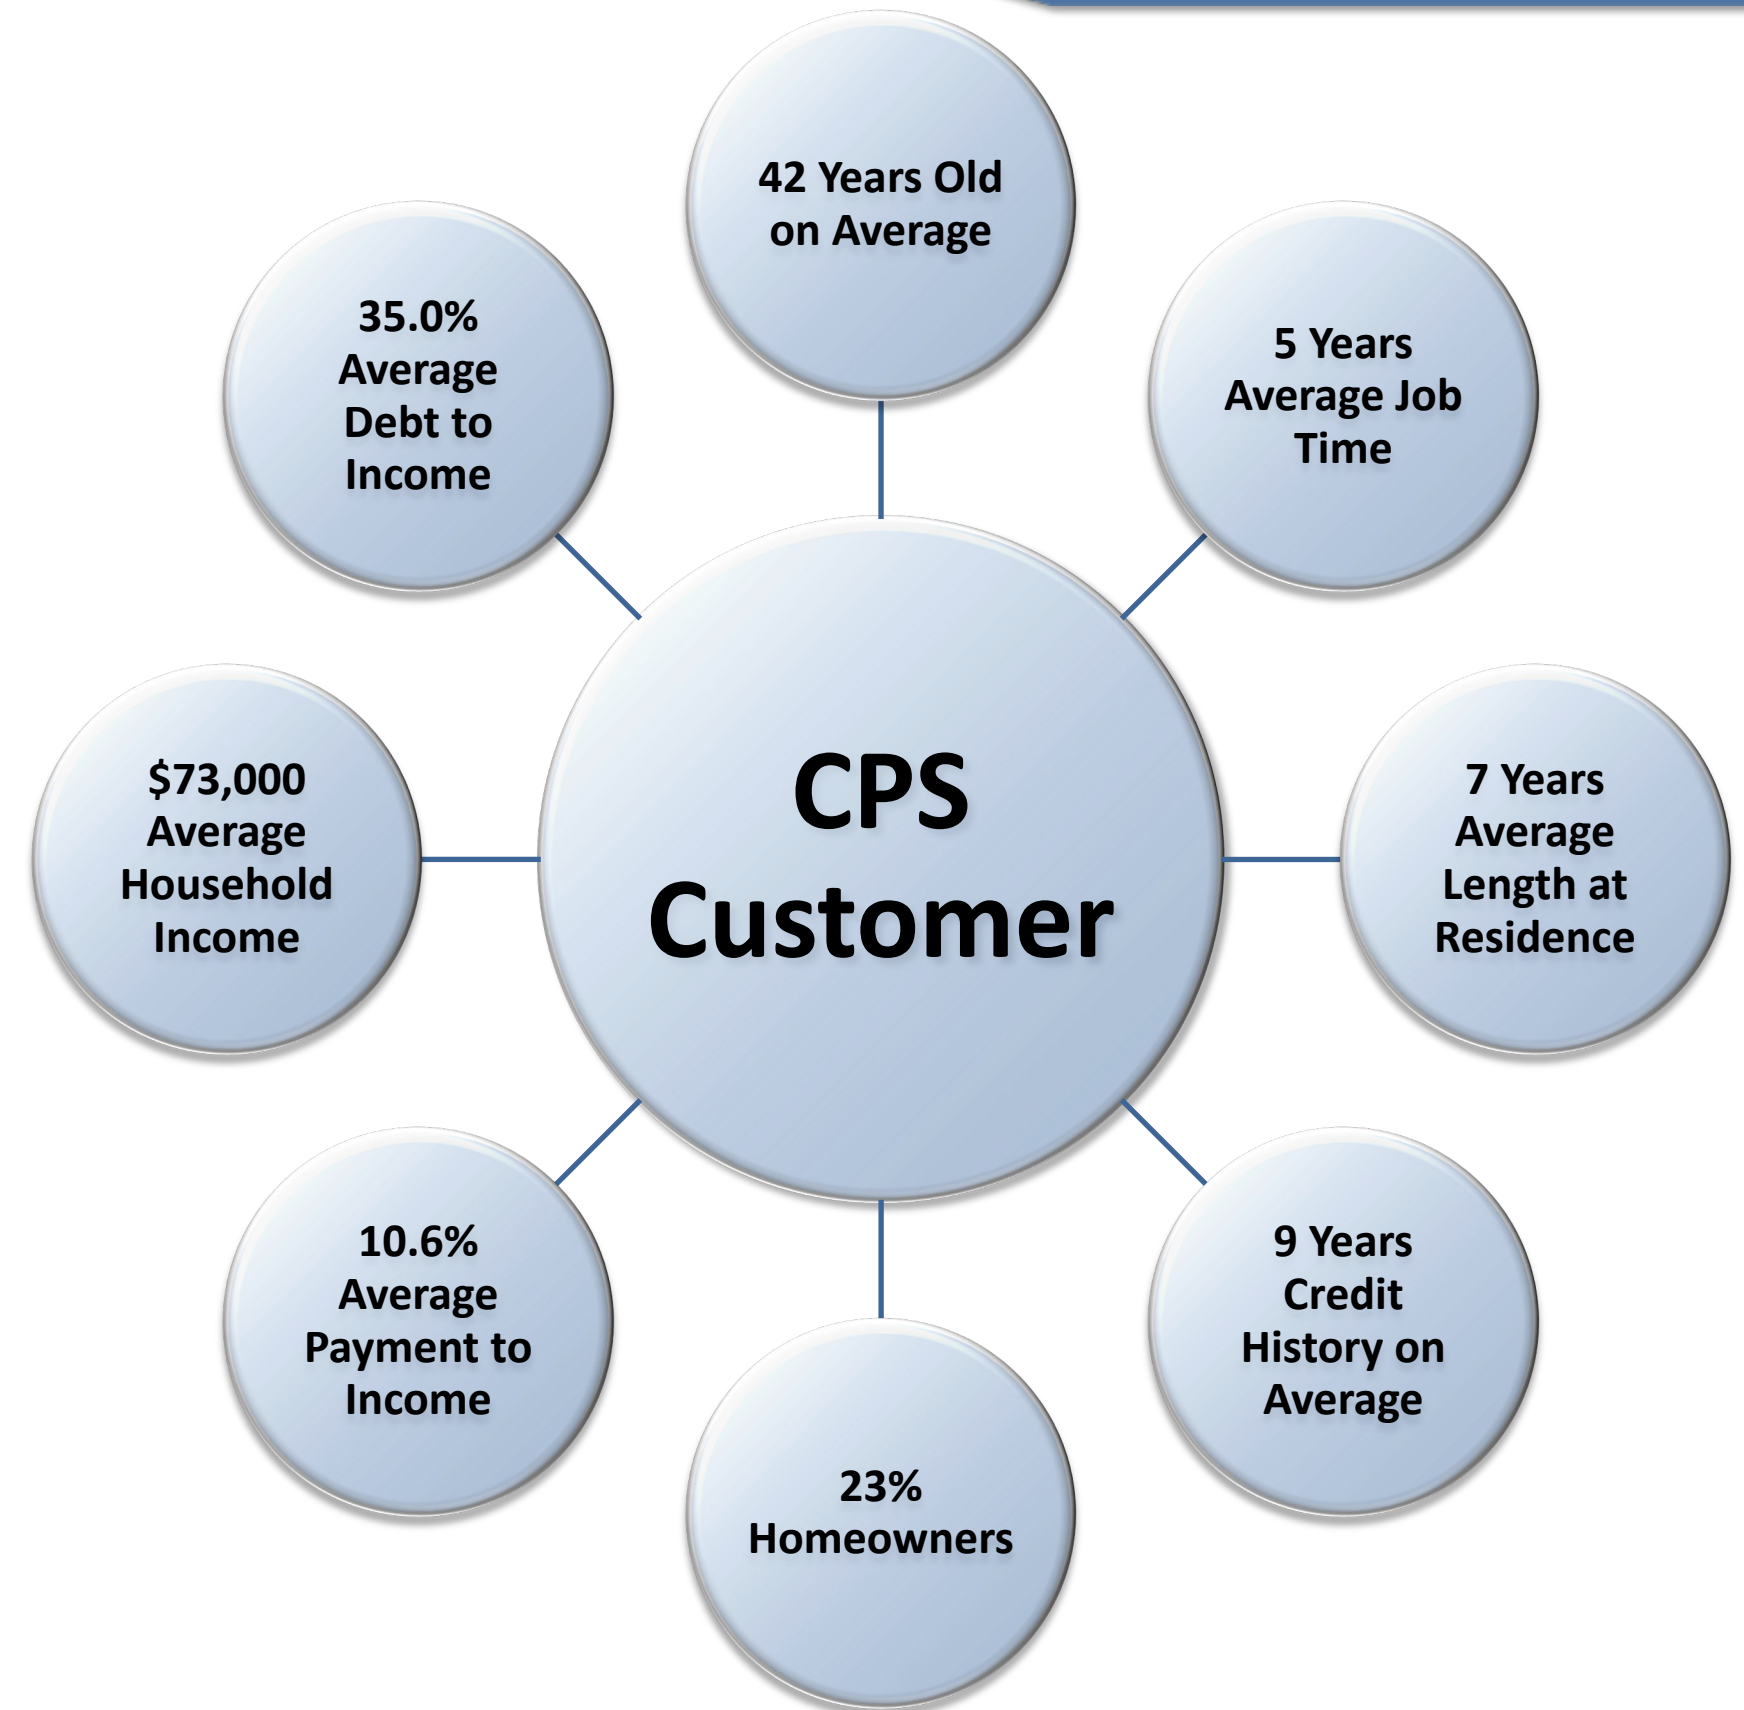 42 Years Old
on Average
5 Years
Average Job
Time
7 Years
Average
Length at
Residence
9 Years
Credit
History on
Average
23%
Homeowners
10.6%
Average
Payment to
Income
$73,000
Average
Household
Income
35.0%
Average
Debt to
Income
CPS
Customer